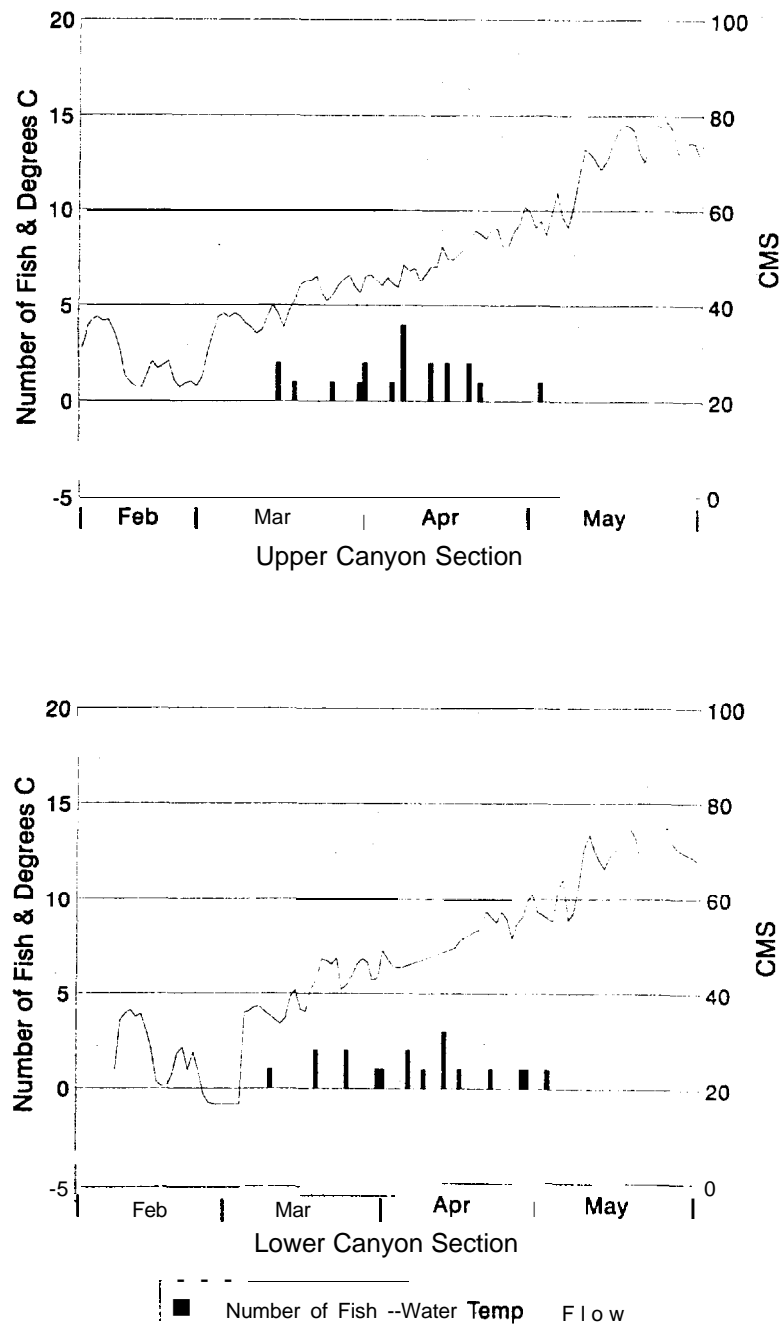 20
100
Number of Fish & Degrees C
15
80
10
60
CMS
5
40
0
20
-5
0
Feb Mar Apr May
Upper Canyon Section
20
100
Number of Fish & Degrees C
15
80
10
60
CMS
5
40
0
20
-5
0
Feb Mar Apr May
Lower Canyon Section
Number of Fish --Water Temp Flow